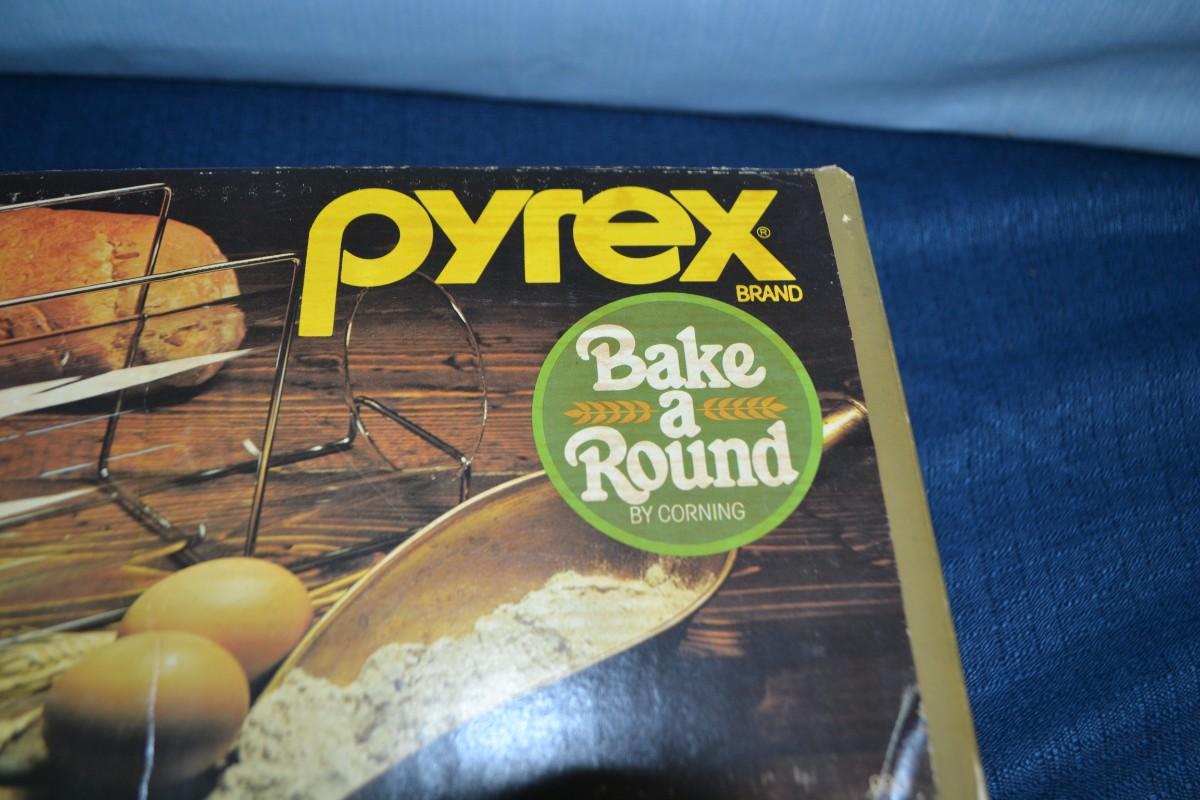 pyrex®
BRAND
Bake
a
Round
BY CORNING